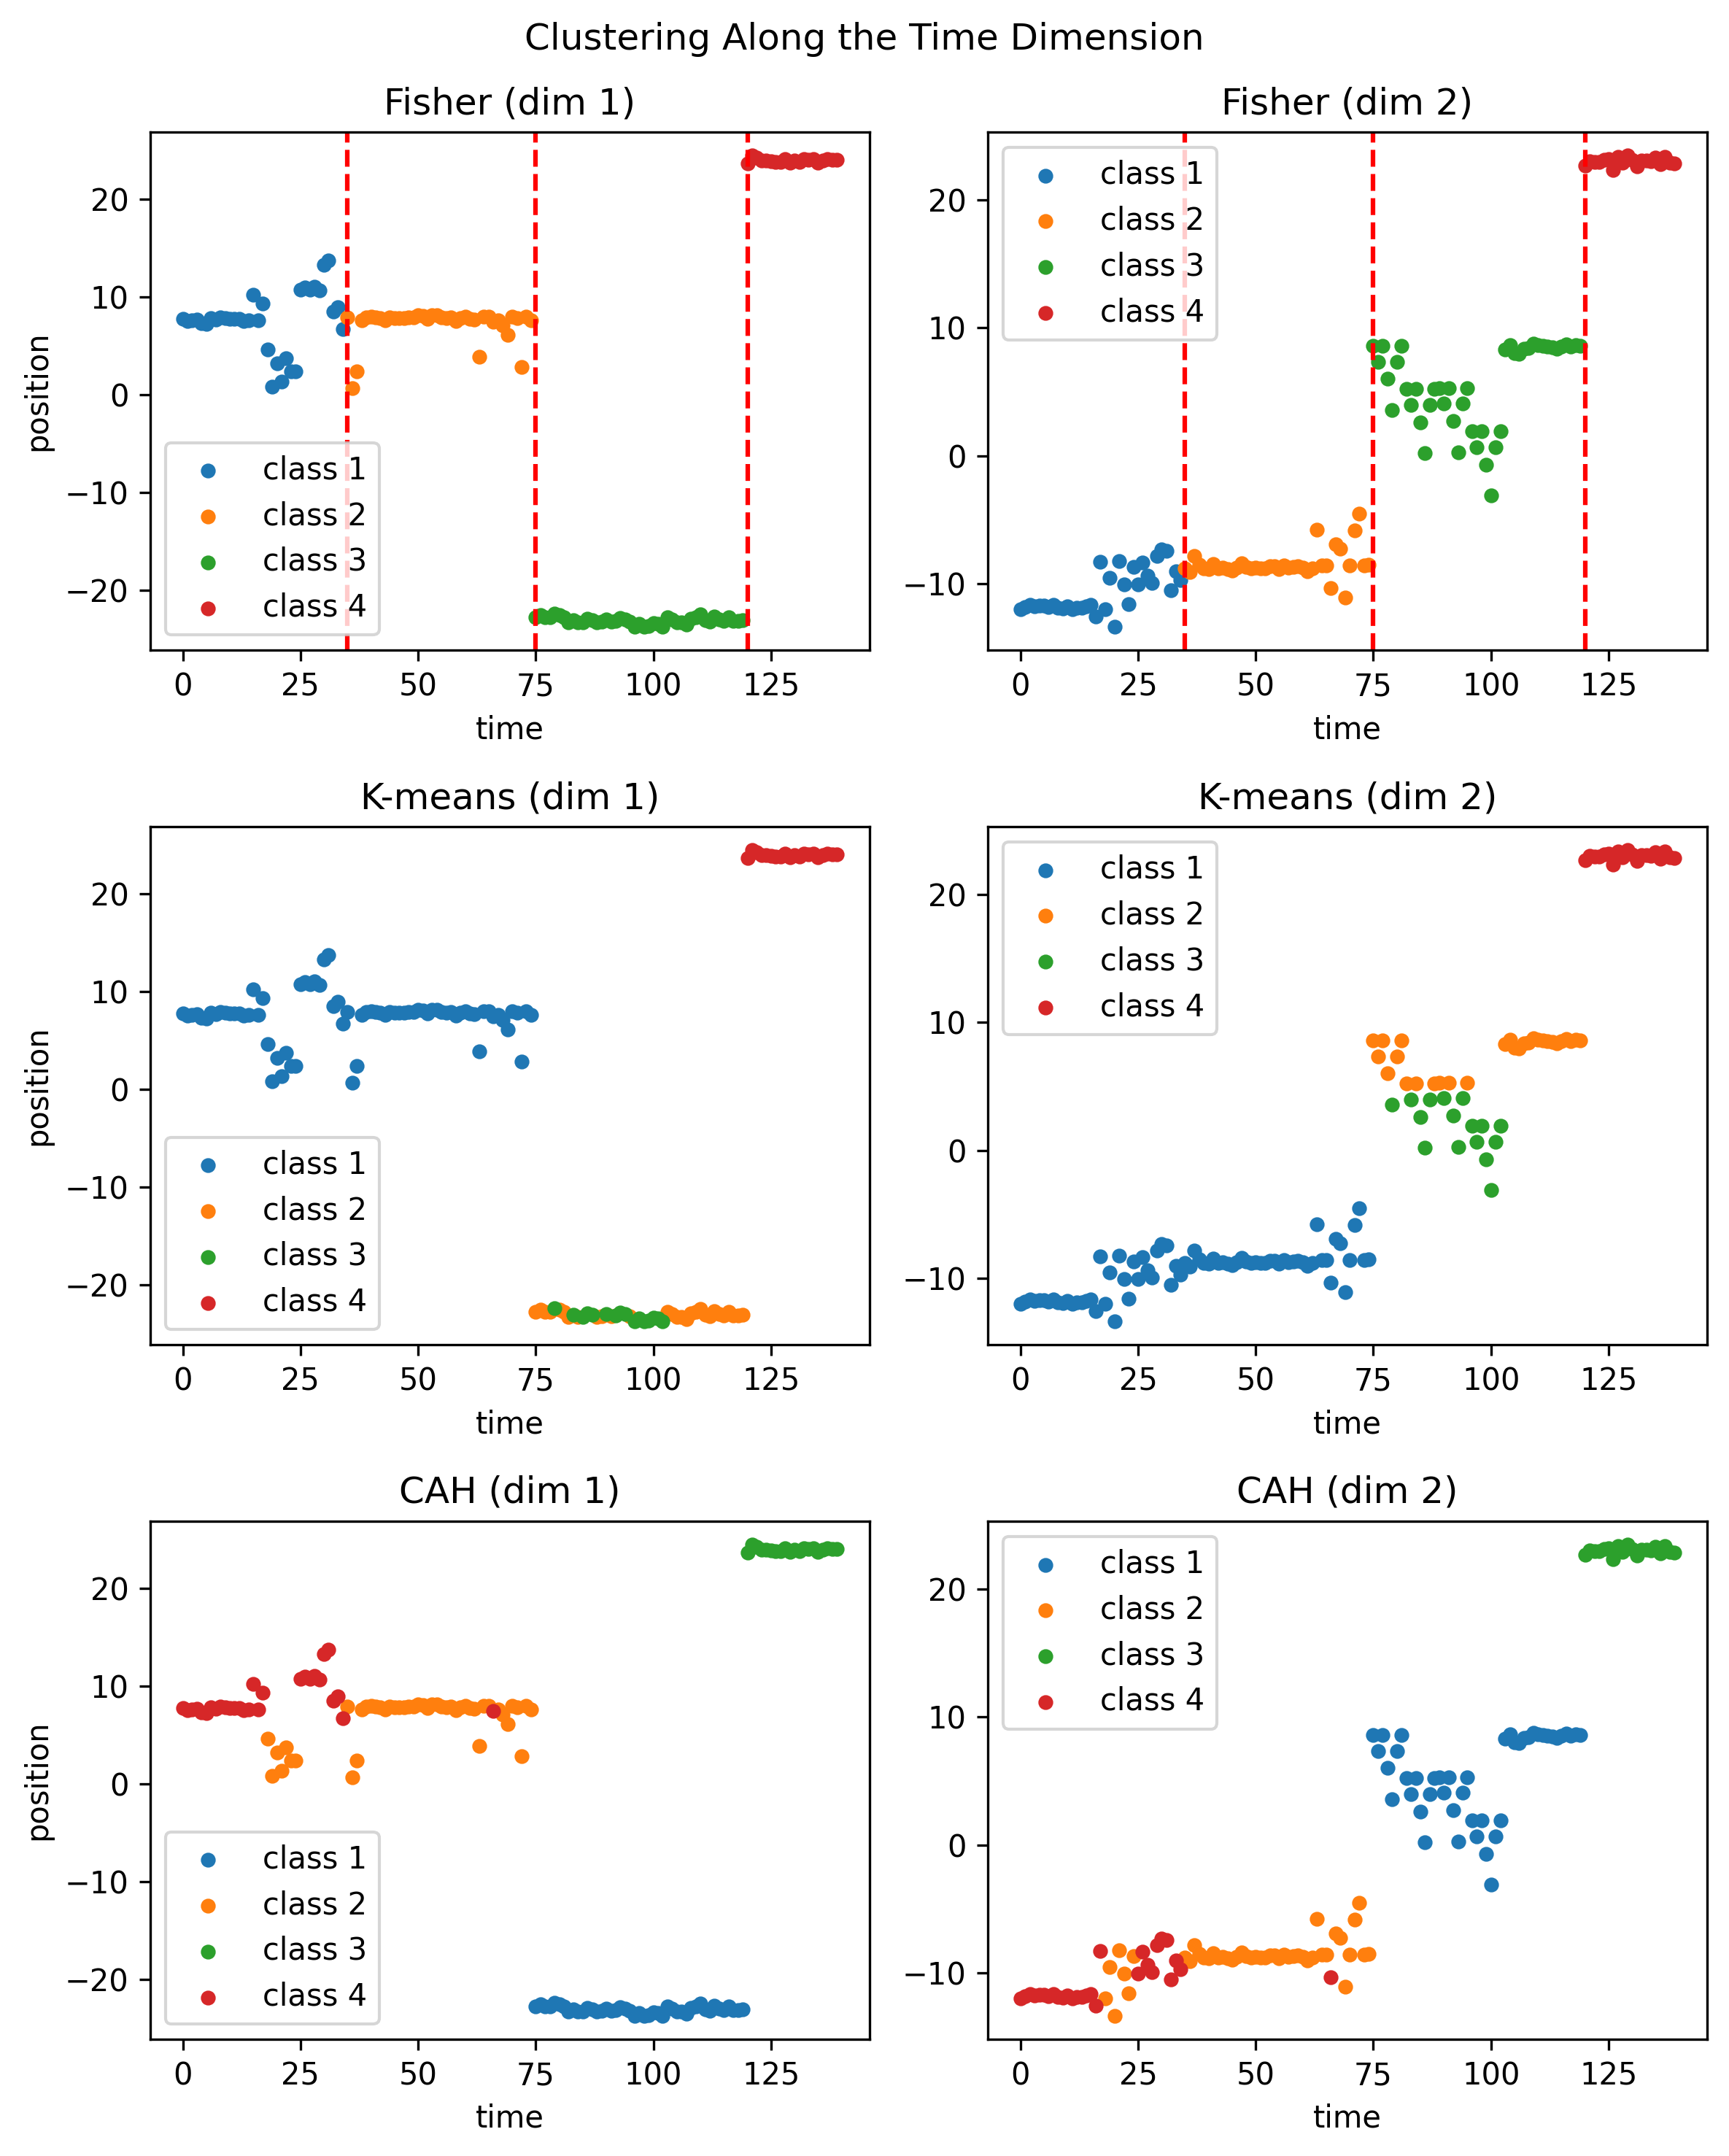 Clustering Along the Time Dimension
Fisher (dim 1)
position
20
10
0
−10
−20
class 1
class 2
class 3
class 4
0 25 50 75 100 125
time
Fisher (dim 2)
20
10
0
−10
class 1
class 2
class 3
class 4
0 25 50 75 100 125
time
K-means (dim 1)
position
20
10
0
−10
−20
class 1
class 2
class 3
class 4
0 25 50 75 100 125
time
K-means (dim 2)
20
10
0
−10
class 1
class 2
class 3
class 4
0 25 50 75 100 125
time
CAH (dim 1)
position
20
10
0
−10
−20
class 1
class 2
class 3
class 4
0 25 50 75 100 125
time
CAH (dim 2)
20
10
0
−10
class 1
class 2
class 3
class 4
0 25 50 75 100 125
time